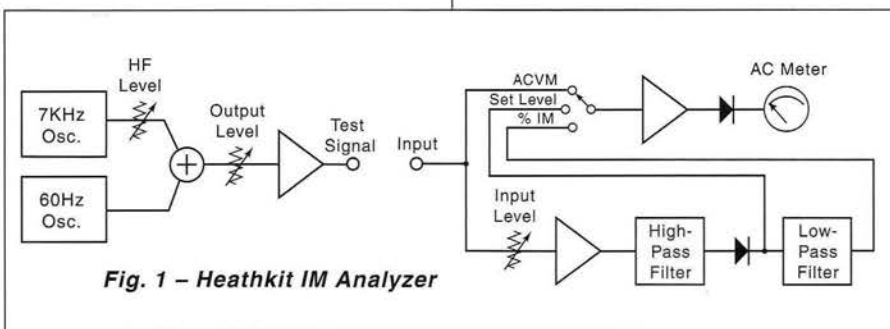 HF
Level
7KHz
Osc.
60Hz
Osc.
Output
Level
Test
Signal
Input
ACVM
Set Level
% IM
AC Meter
Input
Level
High-
Pass
Filter
Low-
Pass
Filter
Fig. 1 – Heathkit IM Analyzer